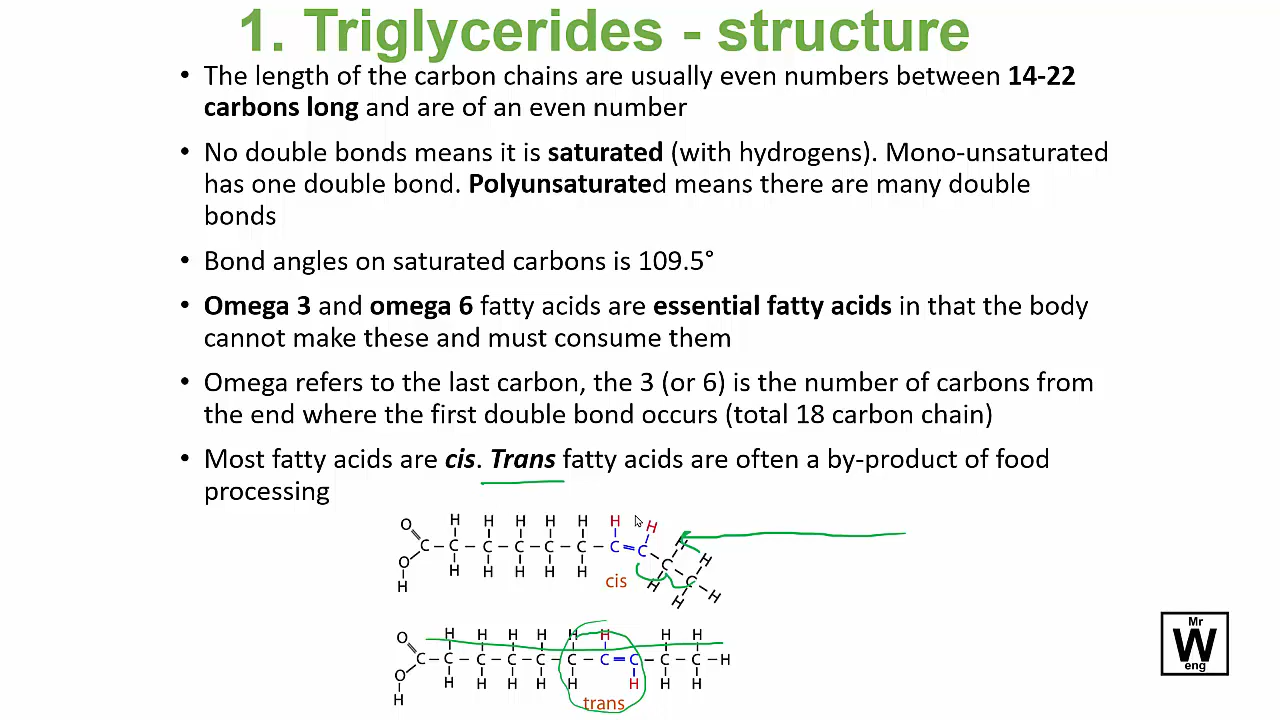 1. Triglycerides - structure
• The length of the carbon chains are usually even numbers between 14-22
carbons long and are of an even number
• No double bonds means it is saturated (with hydrogens). Mono-unsaturated
has one double bond. Polyunsaturated means there are many double
bonds
• Bond angles on saturated carbons is 109.5°
• Omega 3 and omega 6 fatty acids are essential fatty acids in that the body
cannot make these and must consume them
• Omega refers to the last carbon, the 3 (or 6) is the number of carbons from
the end where the first double bond occurs (total 18 carbon chain)
• Most fatty acids are cis. Trans fatty acids are often a by-product of food
processing
O H H H H H H H
C – C – C – C – C – C – C = C H H
O H H H H H C C
H cis H H H
O H H H H H H H H
C – C – C – C – C – C – C = C – C – C – H
O H H H H H H H H
H trans
Mr
W
eng